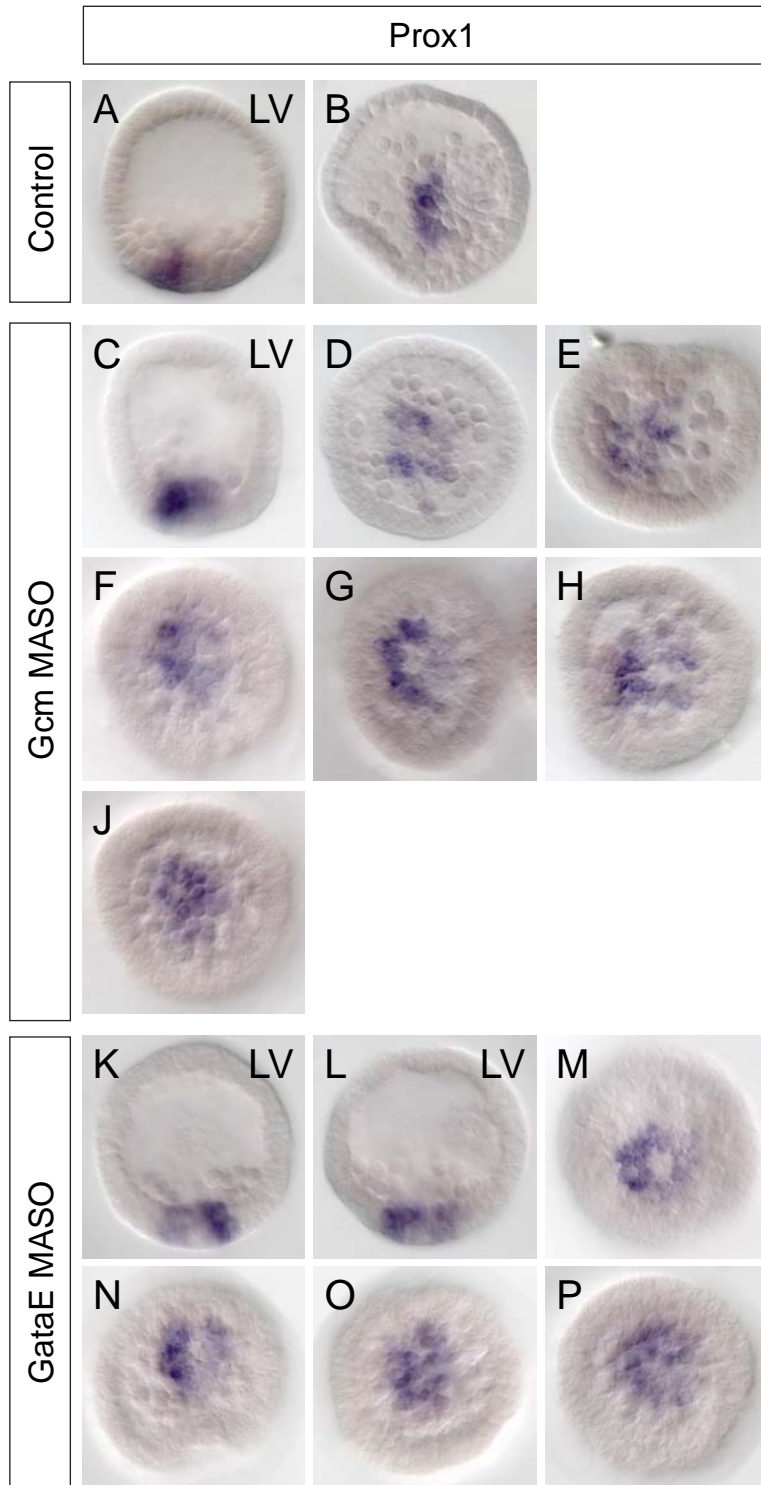 Prox1
Control
A LV
B
Gcm MASO
C LV
D
E
F
G
H
J
GataE MASO
K LV
L LV
M
N
O
P